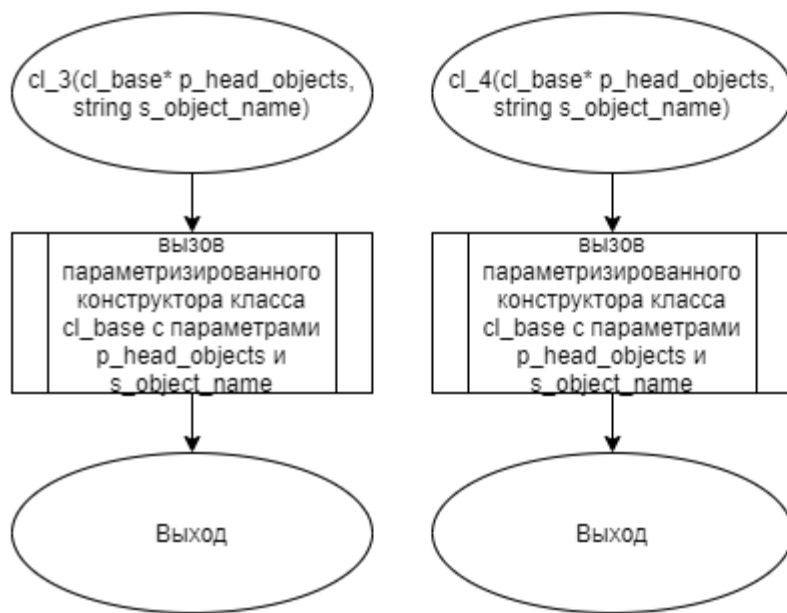 cl_3(cl_base* p_head_objects,
string s_object_name)
вызов
параметризированного
конструктора класса
cl_base с параметрами
p_head_objects и
s_object_name
Выход
cl_4(cl_base* p_head_objects,
string s_object_name)
вызов
параметризированного
конструктора класса
cl_base с параметрами
p_head_objects и
s_object_name
Выход